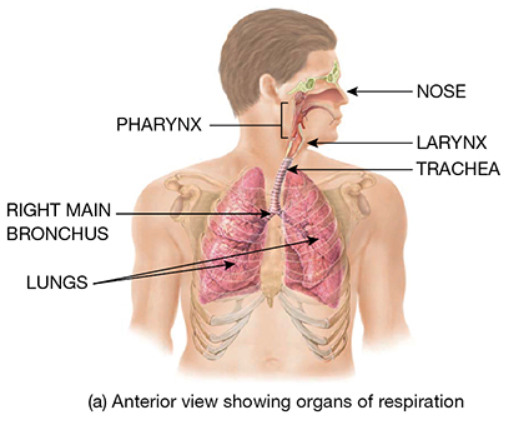 NOSE
PHARYNX
LARYNX
TRACHEA
RIGHT MAIN
BRONCHUS
LUNGS
(a) Anterior view showing organs of respiration